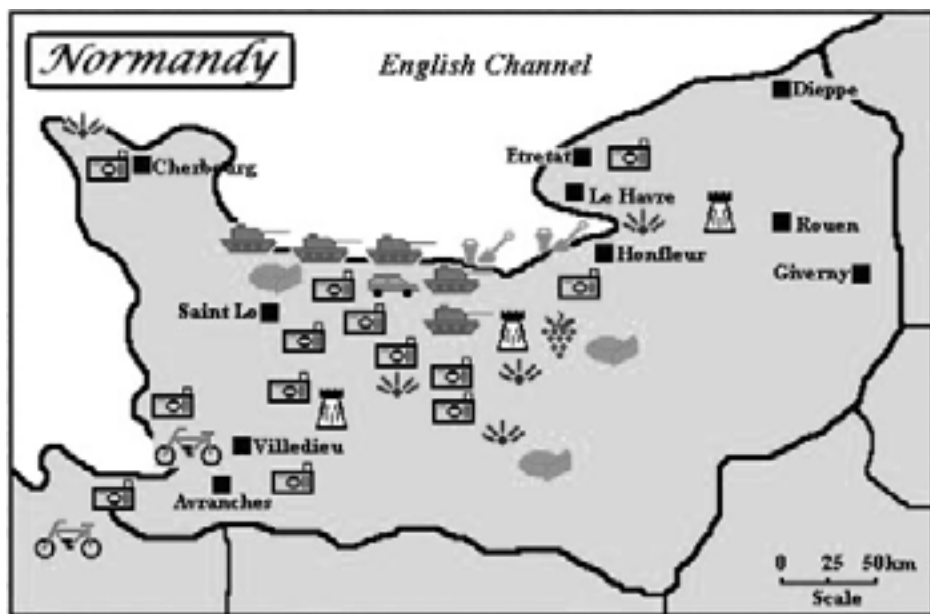 Normandy
English Channel
Dieppe
Etretat
Cherbourg
Le Havre
Rouen
Honfleur
Giverny
Saint Lo
Villedieu
Avranches
0 25 50km
Scale